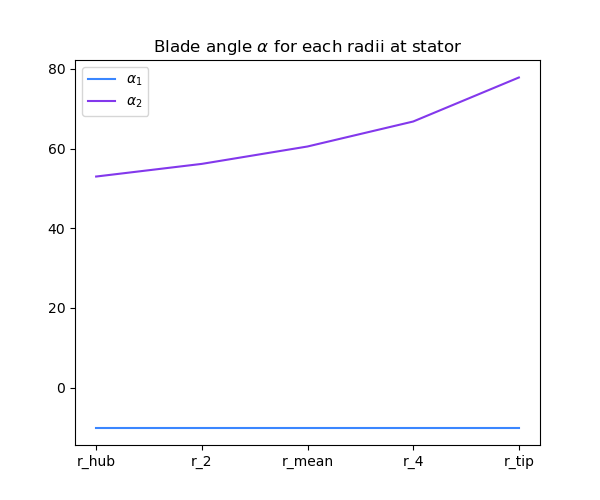 Blade angle α for each radii at stator
α₁
α₂
80
60
40
20
0
r_hub r_2 r_mean r_4 r_tip